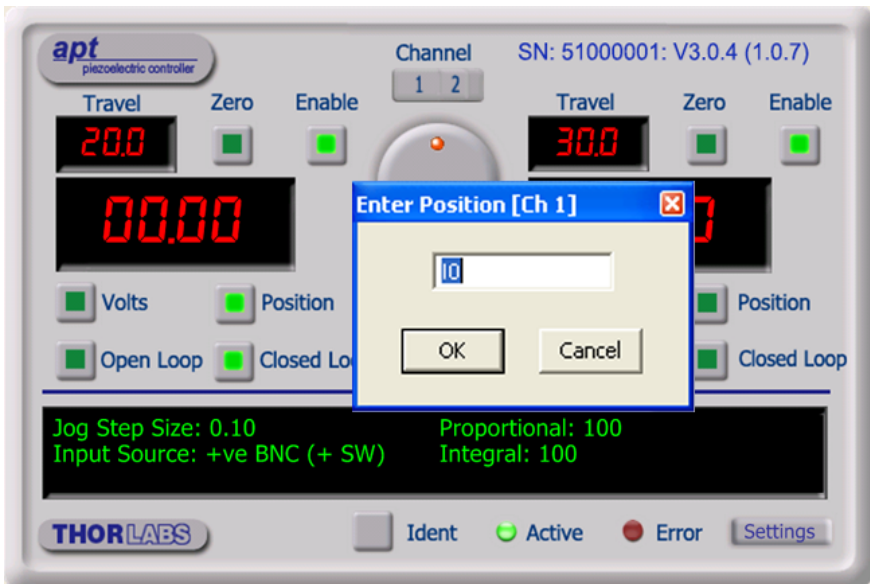 apt
piezoelectric controller
Channel
1 2
SN: 51000001: V3.0.4 (1.0.7)
Travel Zero Enable
Travel Zero Enable
20.0
30.0
00.00
Enter Position [Ch 1]
10
OK Cancel
Volts Position
Position
Open Loop Closed Lo
Closed Loop
Jog Step Size: 0.10 Proportional: 100
Input Source: +ve BNC (+ SW) Integral: 100
THORLABS
Ident Active Error Settings